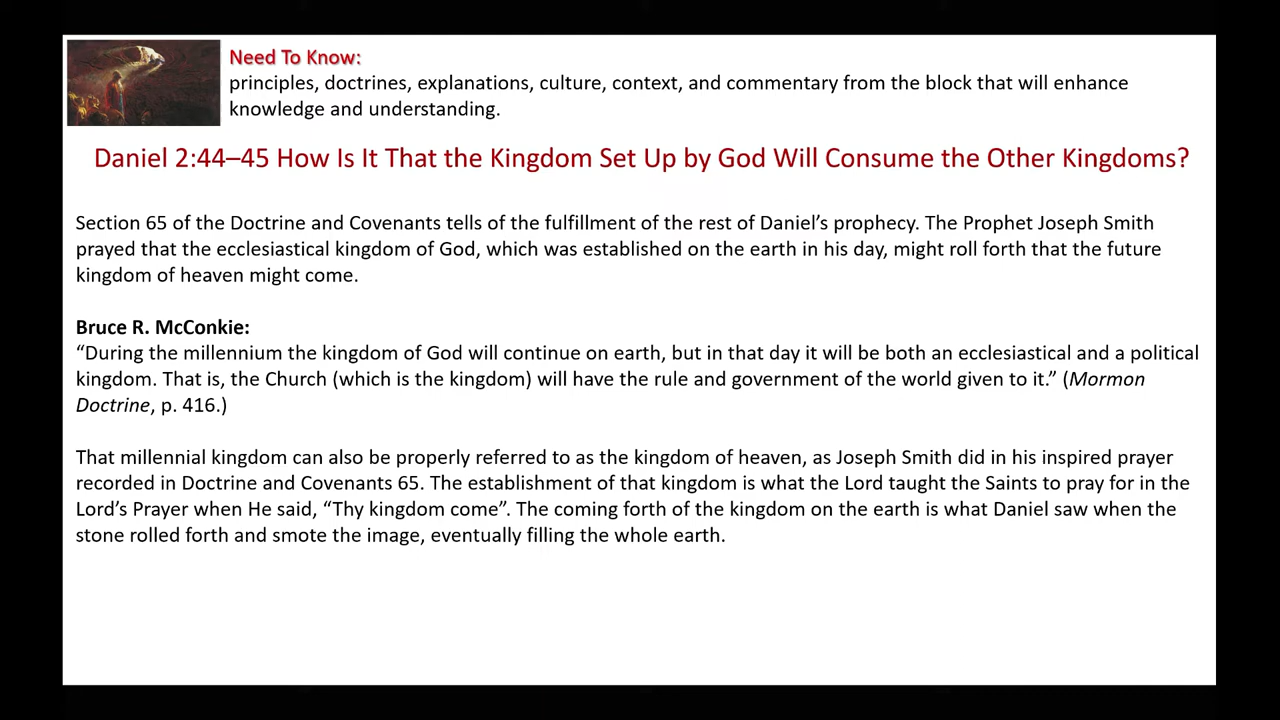 Need To Know:
principles, doctrines, explanations, culture, context, and commentary from the block that will enhance
knowledge and understanding.
Daniel 2:44–45 How Is It That the Kingdom Set Up by God Will Consume the Other Kingdoms?
Section 65 of the Doctrine and Covenants tells of the fulfillment of the rest of Daniel’s prophecy. The Prophet Joseph Smith
prayed that the ecclesiastical kingdom of God, which was established on the earth in his day, might roll forth that the future
kingdom of heaven might come.
Bruce R. McConkie:
“During the millennium the kingdom of God will continue on earth, but in that day it will be both an ecclesiastical and a political
kingdom. That is, the Church (which is the kingdom) will have the rule and government of the world given to it.” (Mormon
Doctrine, p. 416.)
That millennial kingdom can also be properly referred to as the kingdom of heaven, as Joseph Smith did in his inspired prayer
recorded in Doctrine and Covenants 65. The establishment of that kingdom is what the Lord taught the Saints to pray for in the
Lord’s Prayer when He said, “Thy kingdom come”. The coming forth of the kingdom on the earth is what Daniel saw when the
stone rolled forth and smote the image, eventually filling the whole earth.